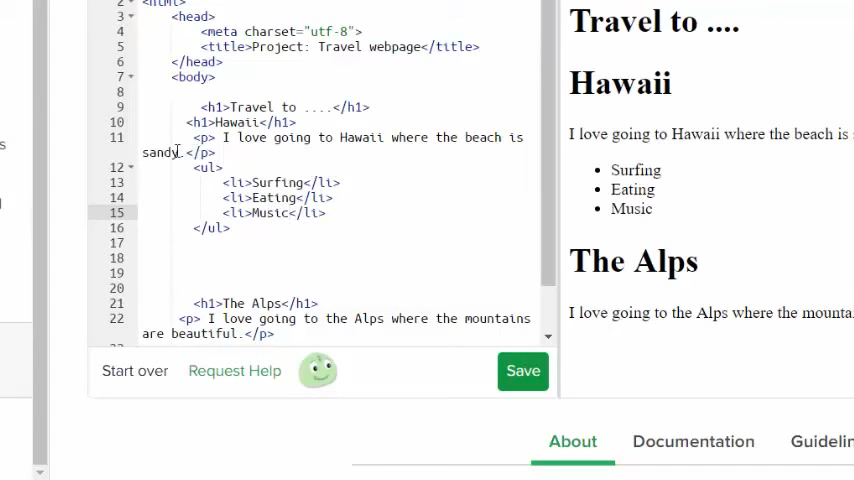 2 <html>
3 <head>
4 <meta charset="utf-8">
5 <title>Project: Travel webpage</title>
6 </head>
7 <body>
8
9 <h1>Travel to ....</h1>
10 <h1>Hawaii</h1>
11 <p> I love going to Hawaii where the beach is
sandy.</p>
12 <ul>
13 <li>Surfing</li>
14 <li>Eating</li>
15 <li>Music</li>
16 </ul>
17
18
19
20
21 <h1>The Alps</h1>
22 <p> I love going to the Alps where the mountains
are beautiful.</p>
Start over Request Help Save
Travel to ....
Hawaii
I love going to Hawaii where the beach is
• Surfing
• Eating
• Music
The Alps
I love going to the Alps where the mounta
About Documentation Guidelin